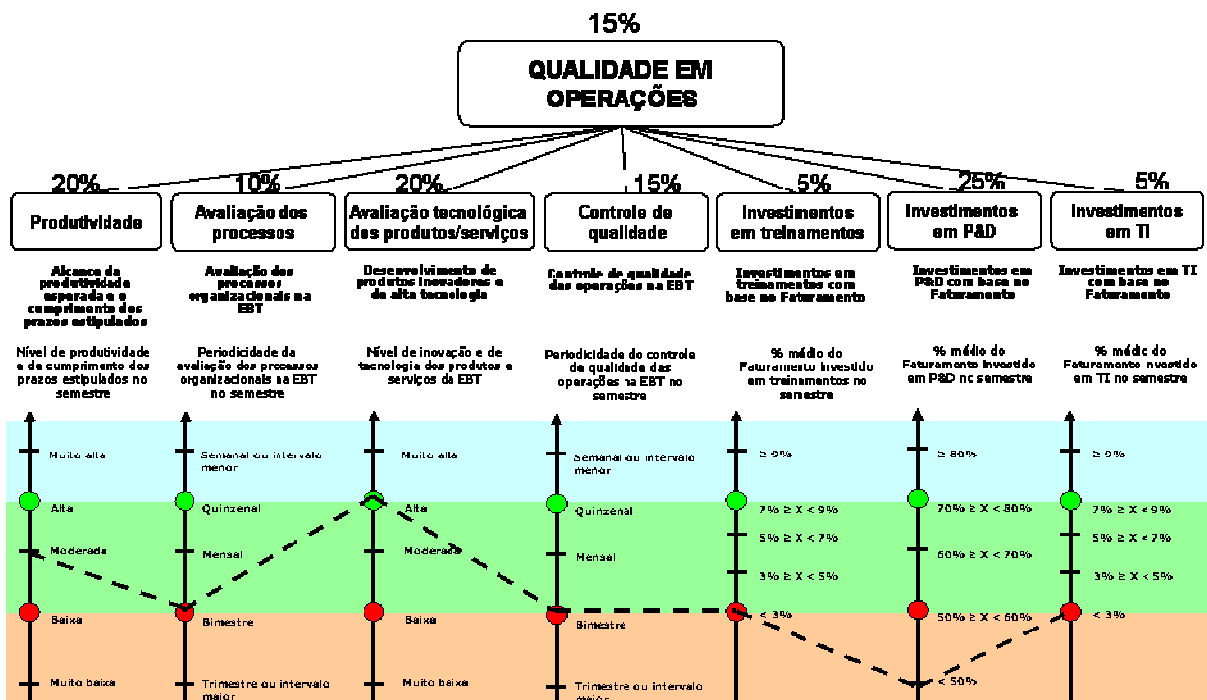 15%
QUALIDADE EM
OPERAÇÕES
20%
10%
20%
15%
5%
25%
5%
Produtividade
Avaliação dos
processos
Avaliação tecnológica
dos produtos/serviços
Controle de
qualidade
Investimentos
em treinamentos
Investimentos
em P&D
Investimentos
em TI
Alcance da
produtividade
esperada e o
cumprimento dos
prazos estipulados
Avaliação dos
processos
organizacionais na
EBT
Desenvolvimento de
produtos inovadores e
de alta tecnologia
Controle de qualidade
das operações na EBT
Investimentos em
treinamentos com
base no Faturamento
Investimentos em
P&D com base no
Faturamento
Investimentos em TI
com base no
Faturamento
Nível de produtividade
e de cumprimento dos
prazos estipulados no
semestre
Periodicidade da
avaliação dos processos
organizacionais na EBT
no semestre
Nível de inovação e de
tecnologia dos produtos e
serviços da EBT
Periodicidade do controle
de qualidade das
operações na EBT no
semestre
% médio do
Faturamento investido
em treinamentos no
semestre
% médio do
Faturamento investido
em P&D no semestre
% médio do
Faturamento investido
em TI no semestre
Muito alta
Alta
Moderada
Baixa
Muito baixa
Semanal ou intervalo
menor
Quinzenal
Mensal
Bimestre
Trimestre ou intervalo
maior
Muito alta
Alta
Moderada
Baixa
Muito baixa
Semanal ou intervalo
menor
Quinzenal
Mensal
Bimestre
Trimestre ou intervalo
maior
≥ 9%
7% ≥ X < 9%
5% ≥ X < 7%
3% ≥ X < 5%
< 3%
≥ 80%
70% ≥ X < 80%
60% ≥ X < 70%
50% ≥ X < 60%
< 50%
≥ 9%
7% ≥ X < 9%
5% ≥ X < 7%
3% ≥ X < 5%
< 3%